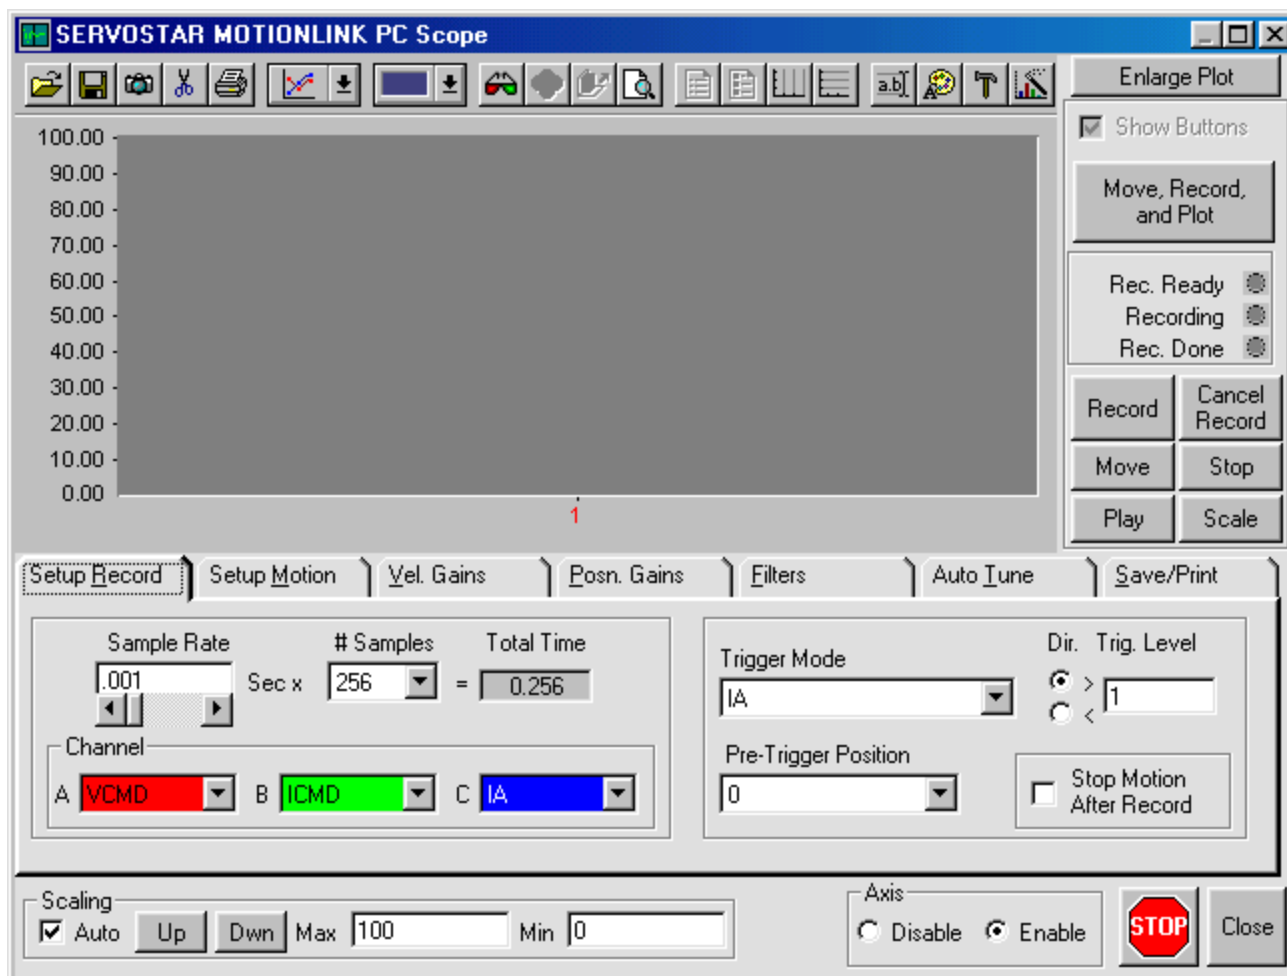 SERVOSTAR MOTIONLINK PC Scope
a.b
Enlarge Plot
Show Buttons
Move, Record,
and Plot
Rec. Ready
Recording
Rec. Done
Record
Cancel
Record
Move
Stop
Play
Scale
100.00
90.00
80.00
70.00
60.00
50.00
40.00
30.00
20.00
10.00
0.00
1
Setup Record Setup Motion Vel. Gains Posn. Gains Filters Auto Tune Save/Print
Sample Rate # Samples Total Time
.001 Sec x 256 = 0.256
Channel
A VCMD B ICMD C IA
Trigger Mode
IA
Dir. Trig. Level
> 1
<
Pre-Trigger Position
0
Stop Motion
After Record
Scaling
Auto Up Dwn Max 100 Min 0
Axis
Disable Enable
STOP
Close